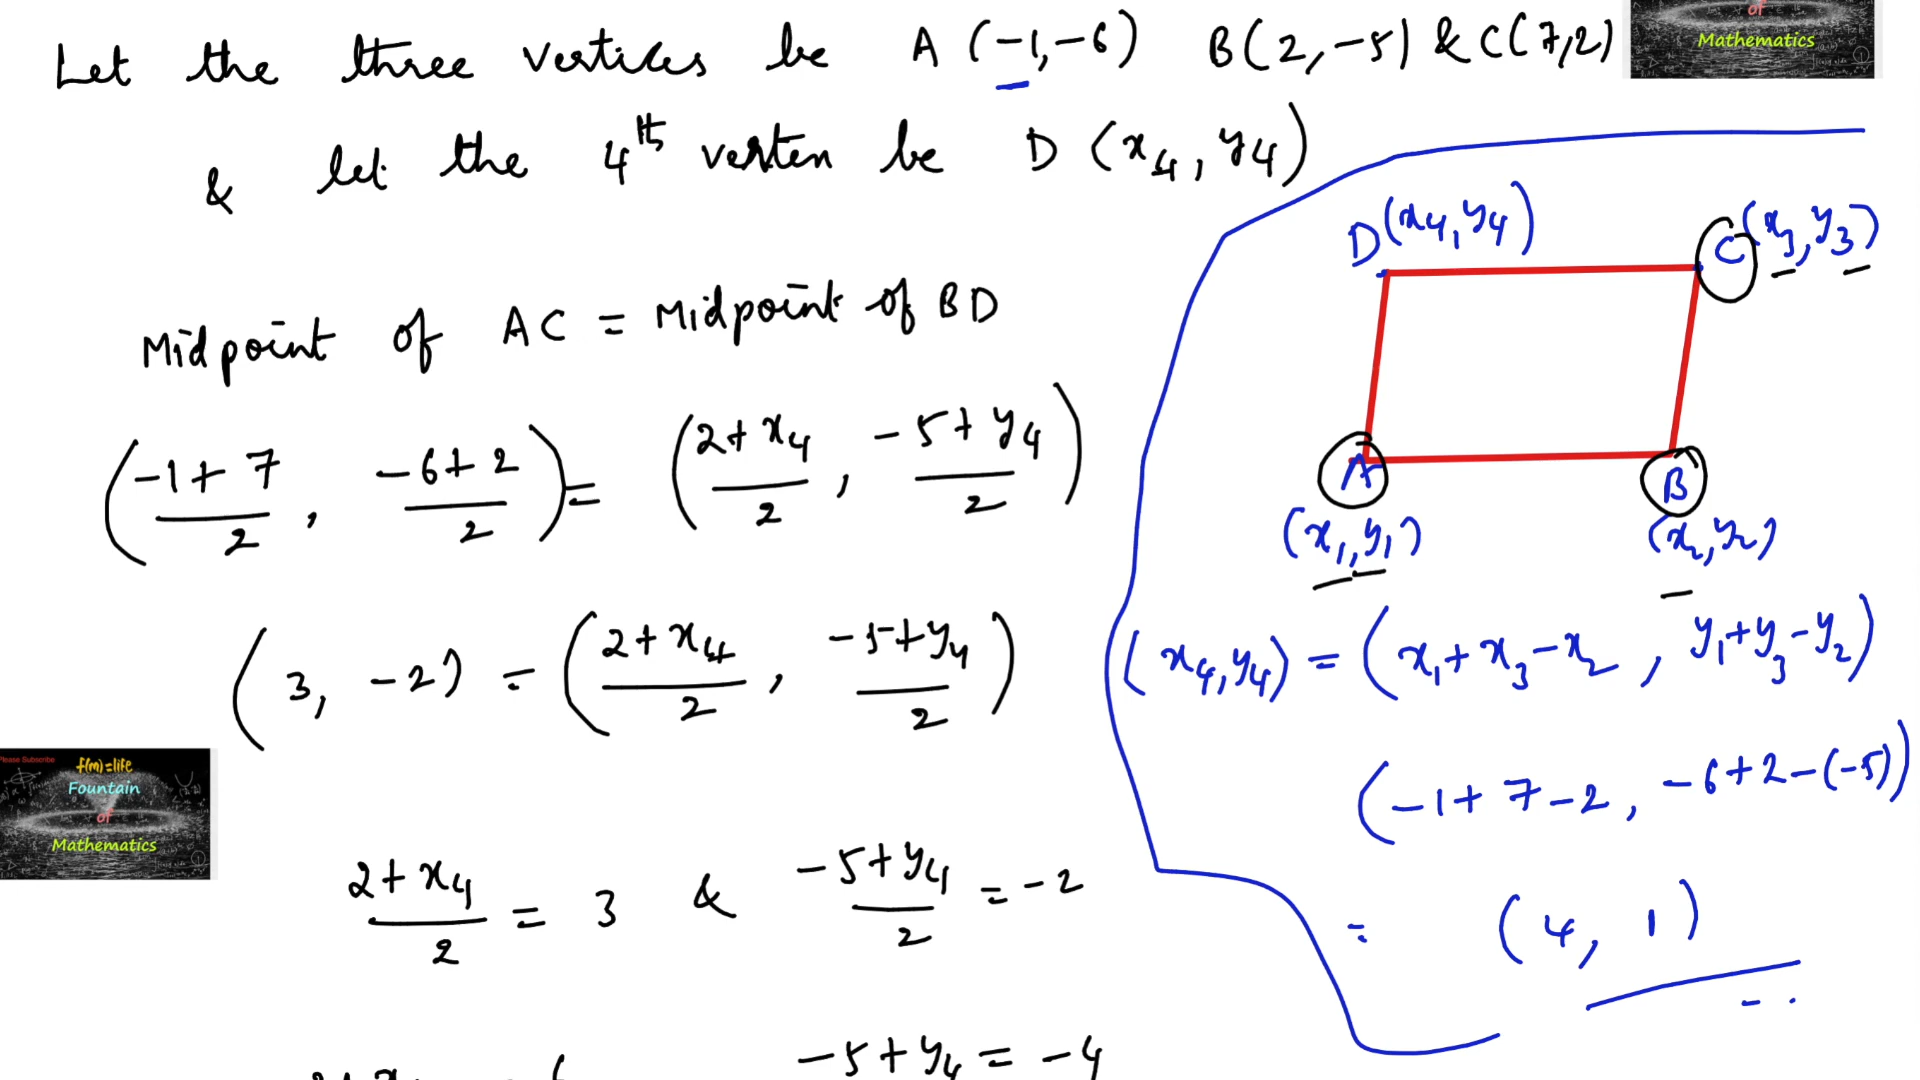 Let the three vertices be A (-1,-6) B(2,-5) & C(7,2)
& let the 4th verten be D (x₄, y₄)
Midpoint of AC = Midpoint of BD
((-1+7)/2, (-6+2)/2) = ((2+x₄)/2, (-5+y₄)/2)
(3, -2) = ((2+x₄)/2, (-5+y₄)/2)
(2+x₄)/2 = 3 & (-5+y₄)/2 = -2
-5+y₄ = -4
D(x₄,y₄) C(x₃,y₃)
A B
(x₁,y₁) (x₂,y₂)
(x₄,y₄) = (x₁+x₃-x₂, y₁+y₃-y₂)
(-1+7-2, -6+2-(-5))
= (4, 1)
of
Mathematics
Please Subscribe
f(m)=life
Fountain
of
Mathematics